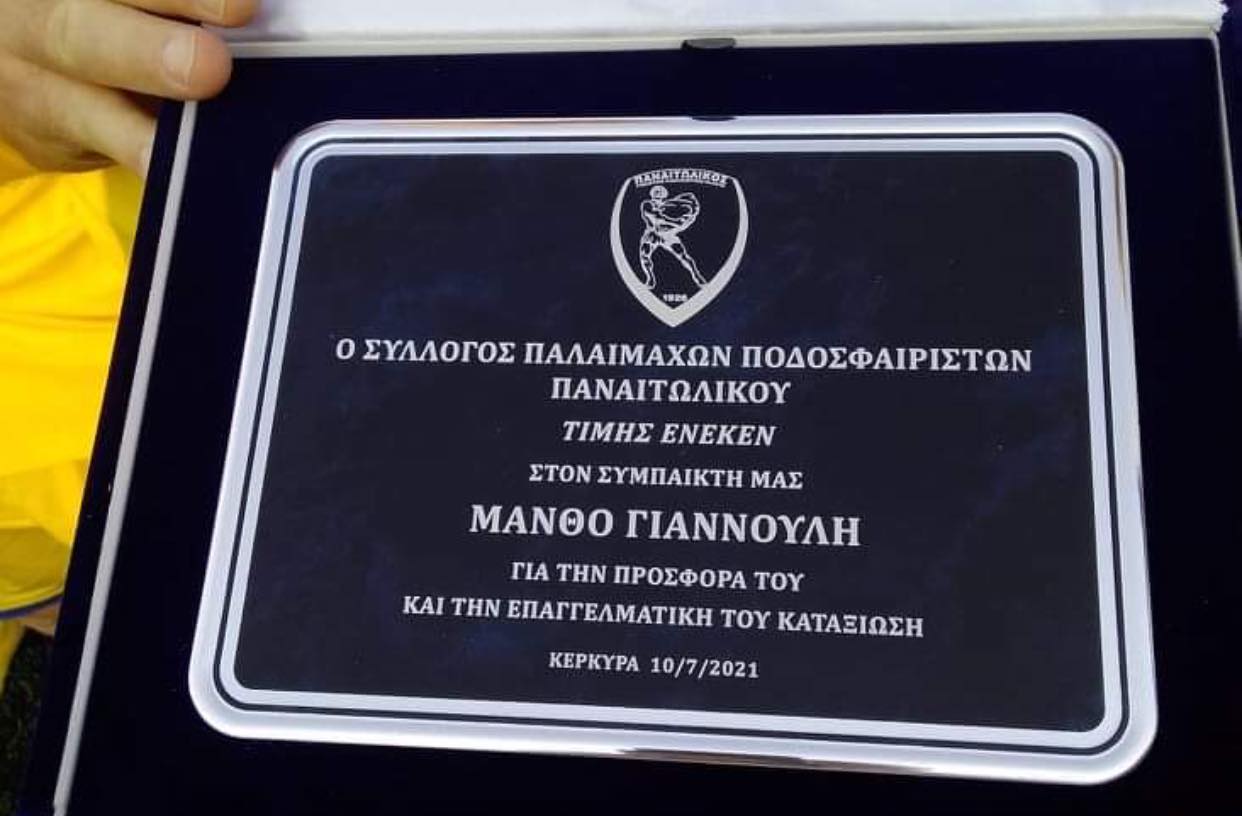 ΠΑΝΑΙΤΩΛΙΚΟΣ
1926
Ο ΣΥΛΛΟΓΟΣ ΠΑΛΑΙΜΑΧΩΝ ΠΟΔΟΣΦΑΙΡΙΣΤΩΝ
ΠΑΝΑΙΤΩΛΙΚΟΥ
ΤΙΜΗΣ ΕΝΕΚΕΝ
ΣΤΟΝ ΣΥΜΠΑΙΚΤΗ ΜΑΣ
ΜΑΝΘΟ ΓΙΑΝΝΟΥΛΗ
ΓΙΑ ΤΗΝ ΠΡΟΣΦΟΡΑ ΤΟΥ
ΚΑΙ ΤΗΝ ΕΠΑΓΓΕΛΜΑΤΙΚΗ ΤΟΥ ΚΑΤΑΞΙΩΣΗ
ΚΕΡΚΥΡΑ 10/7/2021